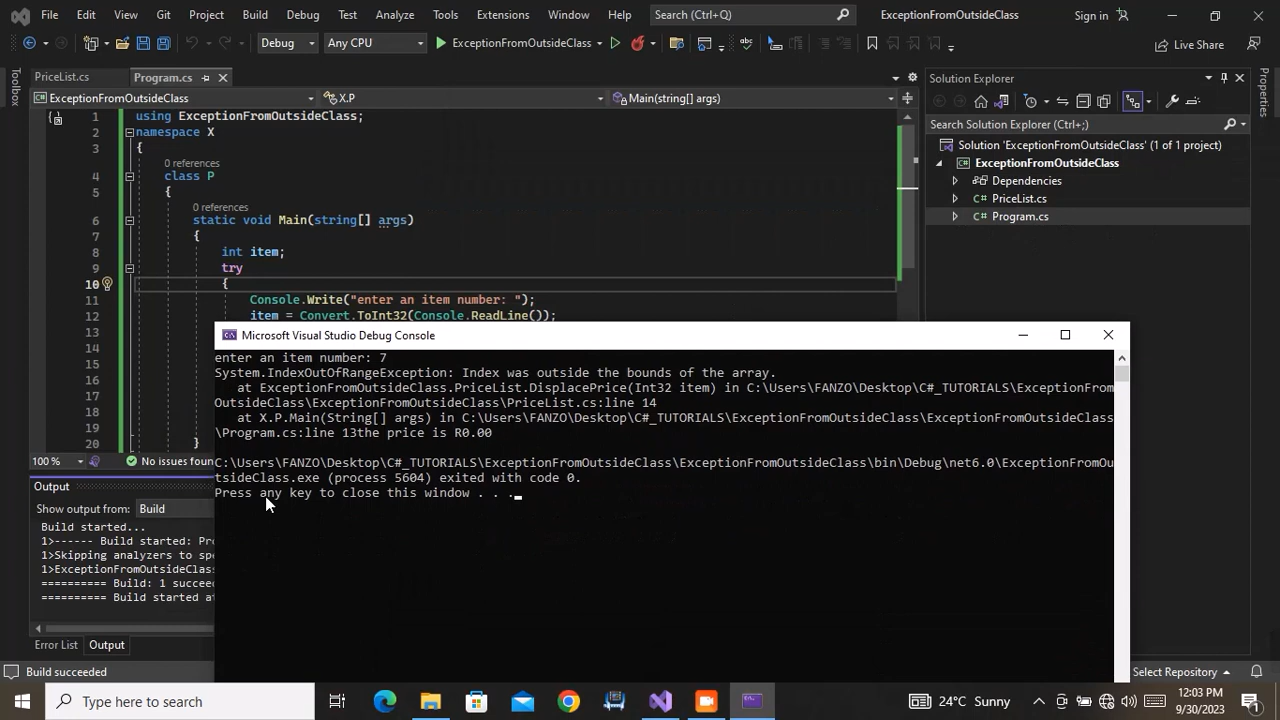 File Edit View Git Project Build Debug Test Analyze Tools Extensions Window Help Search (Ctrl+Q) ExceptionFromOutsideClass Sign in
Debug Any CPU ExceptionFromOutsideClass Live Share
PriceList.cs Program.cs
ExceptionFromOutsideClass X.P Main(string[] args)
1 using ExceptionFromOutsideClass;
2 namespace X
3 {
0 references
4 class P
5 {
0 references
6 static void Main(string[] args)
7 {
8 int item;
9 try
10 {
11 Console.Write("enter an item number: ");
12 item = Convert.ToInt32(Console.ReadLine());
13
14
15
16
17
18
19
20 }
100 % No issues found
Toolbox
Properties
Solution Explorer
Search Solution Explorer (Ctrl+;)
Solution 'ExceptionFromOutsideClass' (1 of 1 project)
ExceptionFromOutsideClass
Dependencies
PriceList.cs
Program.cs
Microsoft Visual Studio Debug Console
enter an item number: 7
System.IndexOutOfRangeException: Index was outside the bounds of the array.
at ExceptionFromOutsideClass.PriceList.DisplacePrice(Int32 item) in C:\Users\FANZO\Desktop\C#_TUTORIALS\ExceptionFrom
OutsideClass\ExceptionFromOutsideClass\PriceList.cs:line 14
at X.P.Main(String[] args) in C:\Users\FANZO\Desktop\C#_TUTORIALS\ExceptionFromOutsideClass\ExceptionFromOutsideClass
\Program.cs:line 13the price is R0.00
C:\Users\FANZO\Desktop\C#_TUTORIALS\ExceptionFromOutsideClass\ExceptionFromOutsideClass\bin\Debug\net6.0\ExceptionFromOu
tsideClass.exe (process 5604) exited with code 0.
Press any key to close this window . . .
Output
Show output from: Build
Build started...
1>------ Build started: Pr
1>Skipping analyzers to sp
1>ExceptionFromOutsideClas
========== Build: 1 succee
========== Build started a
Error List Output
Build succeeded Select Repository
Type here to search 24°C Sunny 12:03 PM
9/30/2023